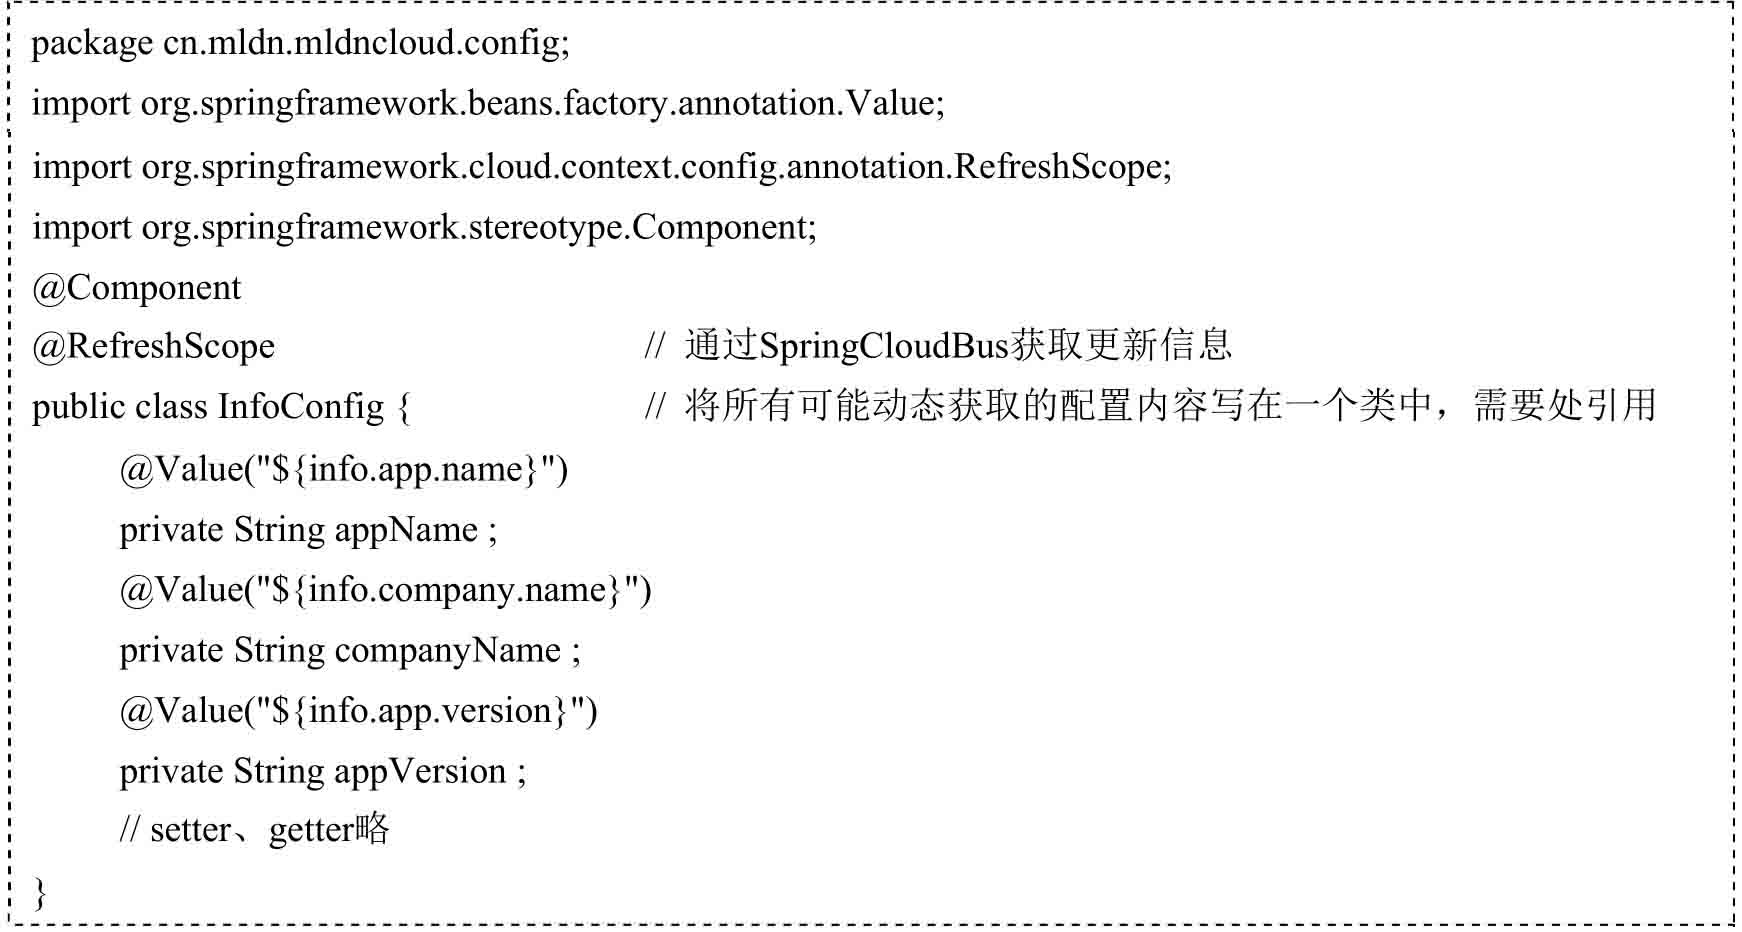 package cn.mldn.mldncloud.config;
import org.springframework.beans.factory.annotation.Value;
import org.springframework.cloud.context.config.annotation.RefreshScope;
import org.springframework.stereotype.Component;
@Component
@RefreshScope // 通过SpringCloudBus获取更新信息
public class InfoConfig { // 将所有可能动态获取的配置内容写在一个类中，需要处引用
@Value("${info.app.name}")
private String appName ;
@Value("${info.company.name}")
private String companyName ;
@Value("${info.app.version}")
private String appVersion ;
// setter、getter略
}